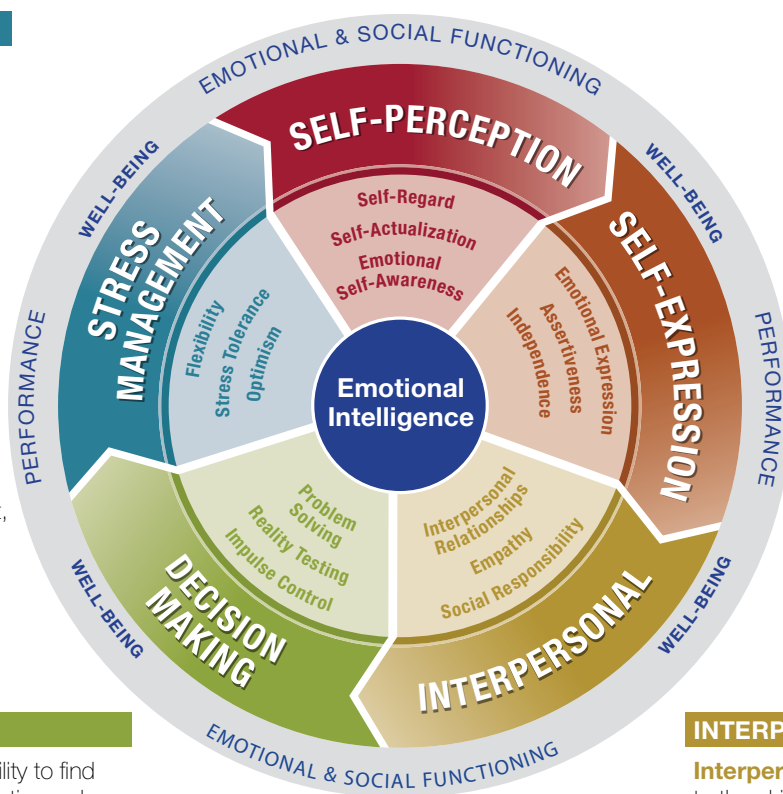 EMOTIONAL & SOCIAL FUNCTIONING
WELL-BEING
WELL-BEING
PERFORMANCE
PERFORMANCE
SELF-PERCEPTION
Self-Regard
Self-Actualization
Emotional
Self-Awareness
SELF-EXPRESSION
Emotional Expression
Assertiveness
Independence
STRESS
MANAGEMENT
Flexibility
Stress Tolerance
Optimism
Emotional
Intelligence
INTERPERSONAL
Interpersonal
Relationships
Empathy
Social Responsibility
DECISION
MAKING
Problem
Solving
Reality Testing
Impulse Control
WELL-BEING
WELL-BEING
EMOTIONAL & SOCIAL FUNCTIONING
to find